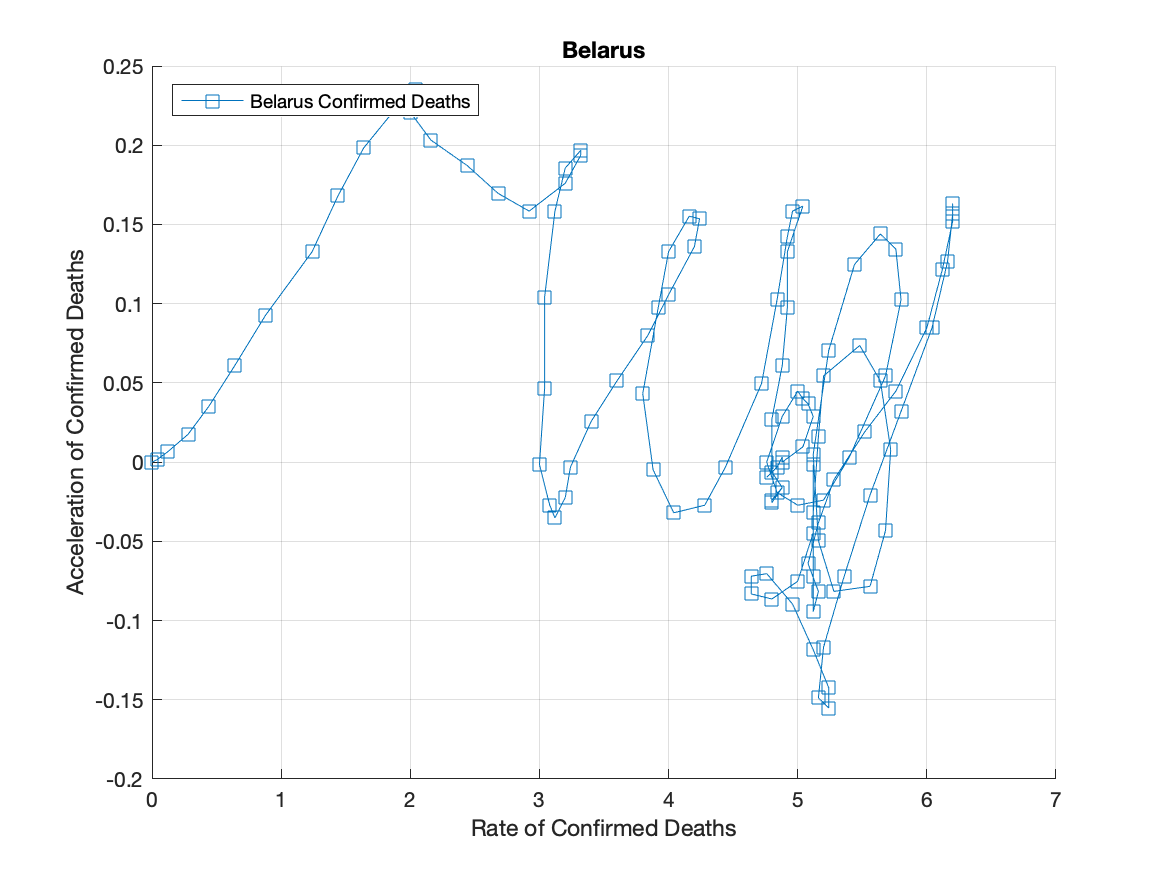 Belarus
Belarus Confirmed Deaths
Acceleration of Confirmed Deaths
0.25
0.2
0.15
0.1
0.05
0
-0.05
-0.1
-0.15
-0.2
0 1 2 3 4 5 6 7
Rate of Confirmed Deaths